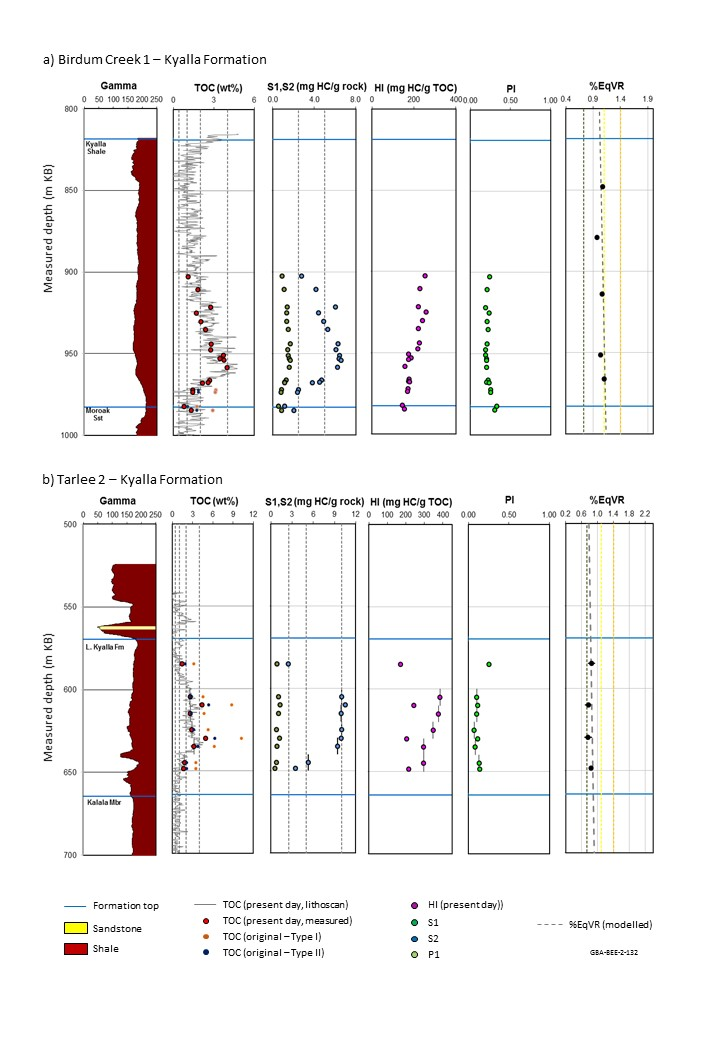 a) Birdum Creek 1 – Kyalla Formation
Gamma TOC (wt%) S1,S2 (mg HC/g rock) HI (mg HC/g TOC) PI %EqVR
0 50 100 150 200 250 0 3 6 0.0 4.0 8.0 0 200 400 0.00 0.50 1.00 0.4 0.9 1.4 1.9
Measured depth (m KB)
800
Kyalla
Shale
850
900
950
Moroak
Sst
1000
b) Tarlee 2 – Kyalla Formation
Gamma TOC (wt%) S1,S2 (mg HC/g rock) HI (mg HC/g TOC) PI %EqVR
0 50 100 150 200 250 0 3 6 9 12 0 3 6 9 12 0 100 200 300 400 0.00 0.50 1.00 0.2 0.6 1.0 1.4 1.8 2.2
Measured depth (m KB)
500
550
L. Kyalla Fm
600
650
Kalala Mbr
700
Formation top
Sandstone
Shale
TOC (present day, lithoscan)
TOC (present day, measured)
TOC (original – Type I)
TOC (original – Type II)
HI (present day))
S1
S2
P1
%EqVR (modelled)
GBA-BEE-2-132